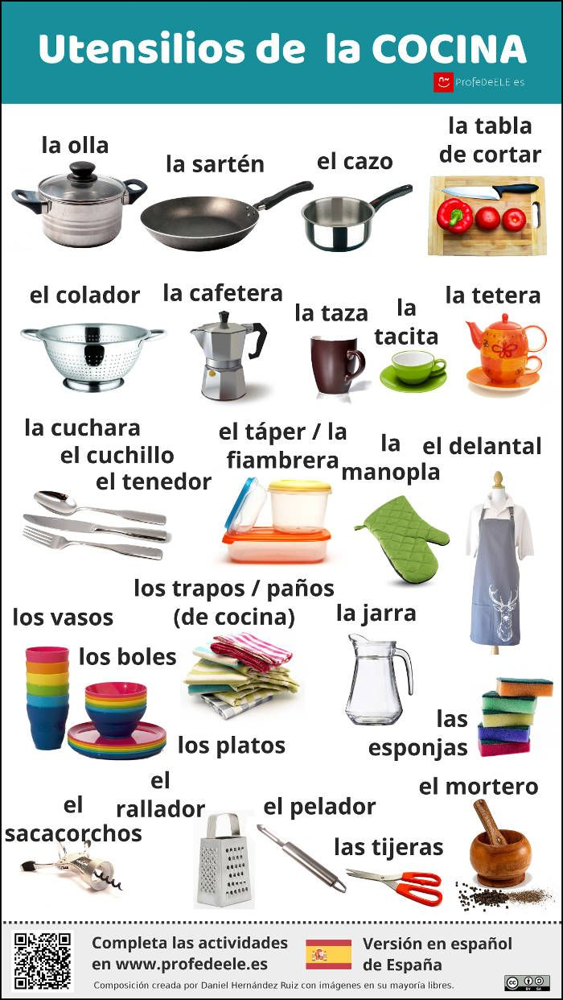 Utensilios de la COCINA
ProfeDeELE.es
la olla
la sartén
el cazo
la tabla
de cortar
el colador
la cafetera
la taza
la
tacita
la tetera
la cuchara
el cuchillo
el tenedor
el táper / la
fiambrera
la
manopla
el delantal
los vasos
los boles
los trapos / paños
(de cocina)
la jarra
los platos
las
esponjas
el
sacacorchos
el
rallador
el pelador
las tijeras
el mortero
Completa las actividades
en www.profedeele.es
Versión en español
de España
Composición creada por Daniel Hernández Ruiz con imágenes en su mayoría libres.
cc
BY SA